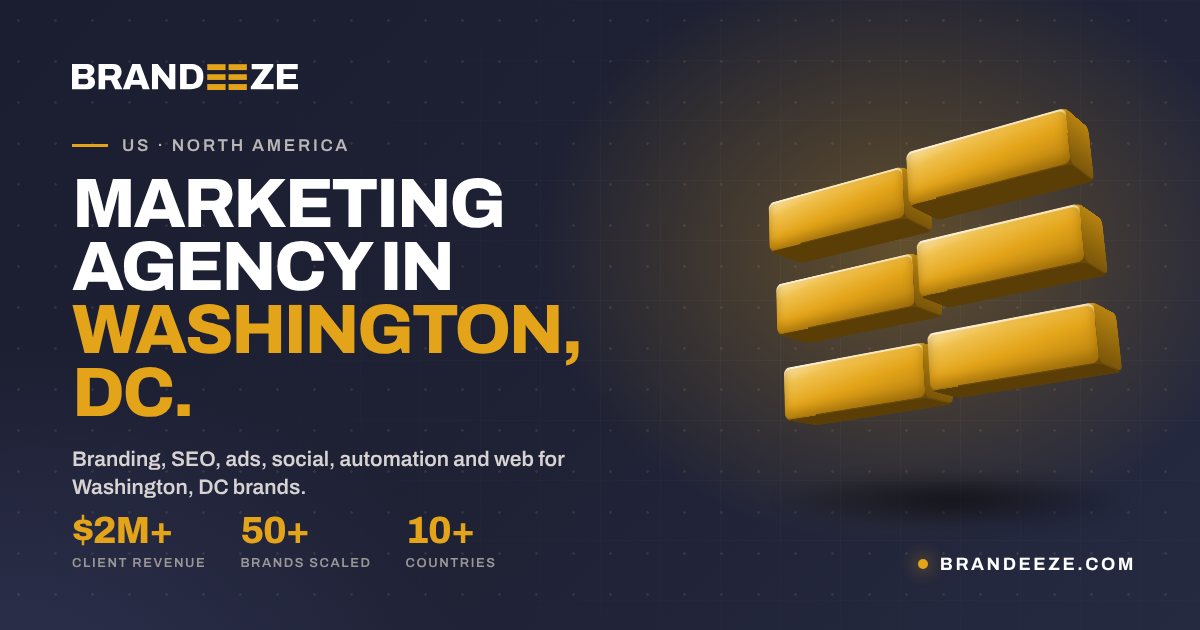 BRANDEEZE
US · NORTH AMERICA
MARKETING
AGENCY IN
WASHINGTON,
DC.
Branding, SEO, ads, social, automation and web for
Washington, DC brands.
$2M+ 50+ 10+
CLIENT REVENUE BRANDS SCALED COUNTRIES
BRANDEEZE.COM